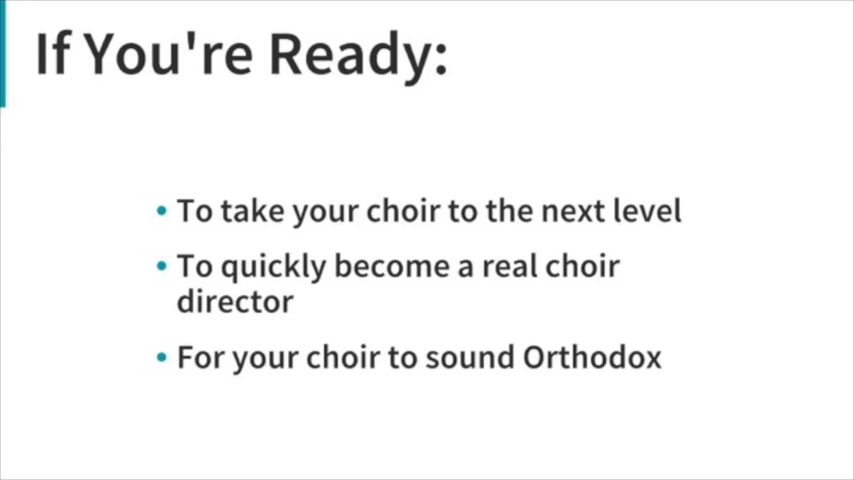 If You're Ready:
• To take your choir to the next level
• To quickly become a real choir
director
• For your choir to sound Orthodox